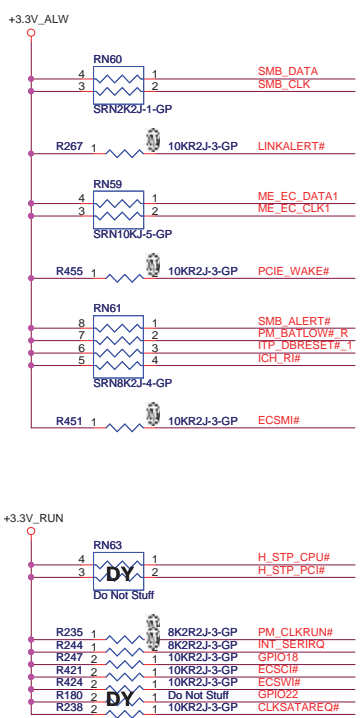 +3.3V_ALW
RN60
4 1 SMB_DATA
3 2 SMB_CLK
SRN2K2J-1-GP
R267 1 10KR2J-3-GP LINKALERT#
RN59
4 1 ME_EC_DATA1
3 2 ME_EC_CLK1
SRN10KJ-5-GP
R455 1 10KR2J-3-GP PCIE_WAKE#
RN61
8 1 SMB_ALERT#
7 2 PM_BATLOW#_R
6 3 ITP_DBRESET#_1
5 4 ICH_RI#
SRN8K2J-4-GP
R451 1 10KR2J-3-GP ECSMI#
+3.3V_RUN
RN63
4 1 H_STP_CPU#
3 2 H_STP_PCI#
DY
Do Not Stuff
R235 1 8K2R2J-3-GP PM_CLKRUN#
R244 1 8K2R2J-3-GP INT_SERIRQ
R247 2 1 10KR2J-3-GP GPIO18
R421 2 1 10KR2J-3-GP ECSCI#
R424 2 1 10KR2J-3-GP ECSWI#
R180 2 DY 1 Do Not Stuff GPIO22
R238 2 1 10KR2J-3-GP CLKSATAREQ#